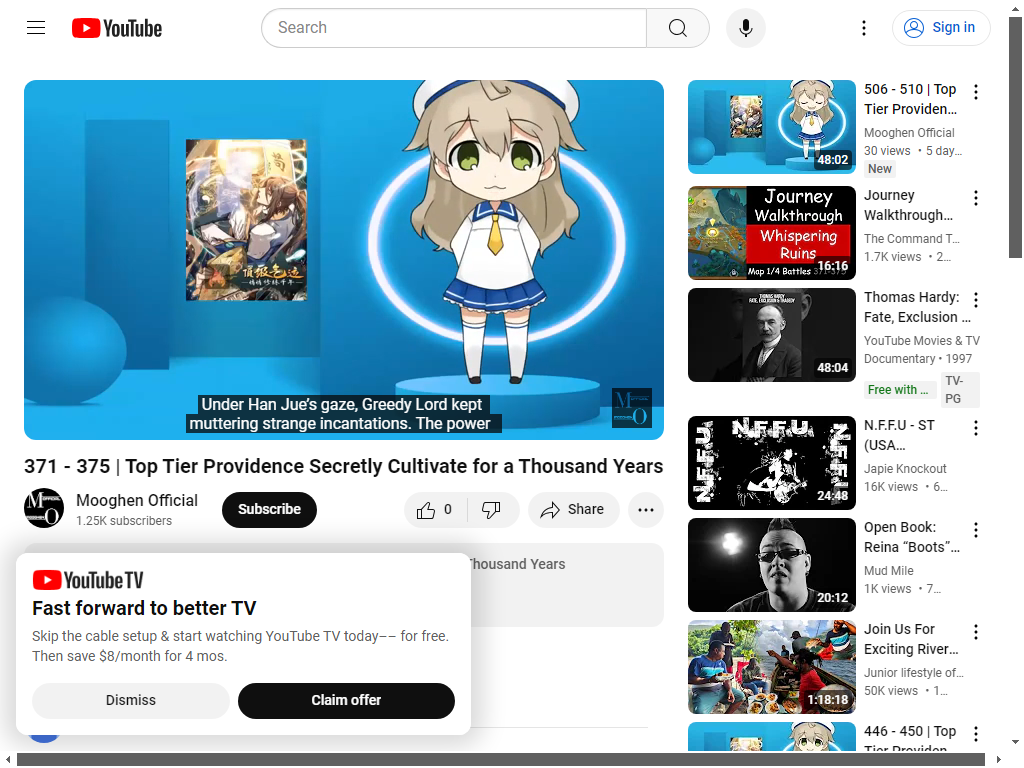 YouTube
Search
Sign in
頂級气运
Under Han Jue's gaze, Greedy Lord kept
muttering strange incantations. The power
371 - 375 | Top Tier Providence Secretly Cultivate for a Thousand Years
Mooghen Official
1.25K subscribers
Subscribe
0
Share
Thousand Years
YouTube TV
Fast forward to better TV
Skip the cable setup & start watching YouTube TV today–– for free.
Then save $8/month for 4 mos.
Dismiss
Claim offer
506 - 510 | Top
Tier Providen...
Mooghen Official
30 views • 5 day...
New
48:02
Journey
Walkthrough...
The Command T...
1.7K views • 2...
Journey
Walkthrough
Whispering
Ruins
Map 1/4 Battles 371-375
16:16
Thomas Hardy:
Fate, Exclusion ...
YouTube Movies & TV
Documentary • 1997
Free with ...
TV-
PG
THOMAS HARDY
FATE, EXCLUSION & TRAGEDY
48:04
N.F.F.U - ST
(USA...
Japie Knockout
16K views • 6...
N.F.F.U.
NFFU
NFFU
24:48
Open Book:
Reina “Boots”...
Mud Mile
1K views • 7...
20:12
Join Us For
Exciting River...
Junior lifestyle of...
50K views • 1...
1:18:18
446 - 450 | Top
Tier Providen...